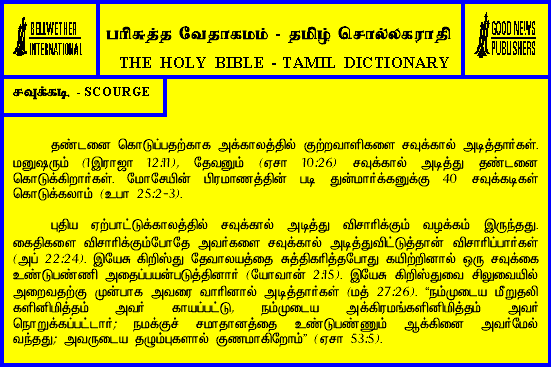 BELLWETHER
INTERNATIONAL
பரிசுத்த வேதாகமம் - தமிழ் சொல்லகராதி
THE HOLY BIBLE - TAMIL DICTIONARY
GOOD NEWS
PUBLISHERS
சவுக்கடி - SCOURGE
தண்டனை கொடுப்பதற்காக அக்காலத்தில் குற்றவாளிகளை சவுக்கால் அடித்தார்கள்.
மனுஷரும் (1இராஜா 12:11), தேவனும் (ஏசா 10:26) சவுக்கால் அடித்து தண்டனை
கொடுக்கிறார்கள். மோசேயின் பிரமாணத்தின் படி துன்மார்க்கனுக்கு 40 சவுக்கடிகள்
கொடுக்கலாம் (உபா 25:2-3).
புதிய ஏற்பாட்டுக்காலத்தில் சவுக்கால் அடித்து விசாரிக்கும் வழக்கம் இருந்தது.
கைதிகளை விசாரிக்கும்போதே அவர்களை சவுக்கால் அடித்துவிட்டுத்தான் விசாரிப்பார்கள்
(அப் 22:24). இயேசு கிறிஸ்து தேவாலயத்தை சுத்திகரித்தபோது கயிற்றினால் ஒரு சவுக்கை
உண்டுபண்ணி அதைப்பயன்படுத்தினார் (யோவான் 2:15). இயேசு கிறிஸ்துவை சிலுவையில்
அறைவதற்கு முன்பாக அவரை வாரினால் அடித்தார்கள் (மத் 27:26). “நம்முடைய மீறுதலி
களினிமித்தம் அவர் காயப்பட்டு, நம்முடைய அக்கிரமங்களினிமித்தம் அவர்
நொறுக்கப்பட்டார்; நமக்குச் சமாதானத்தை உண்டுபண்ணும் ஆக்கினை அவர்மேல்
வந்தது; அவருடைய தழும்புகளால் குணமாகிறோம்” (ஏசா 53:5).